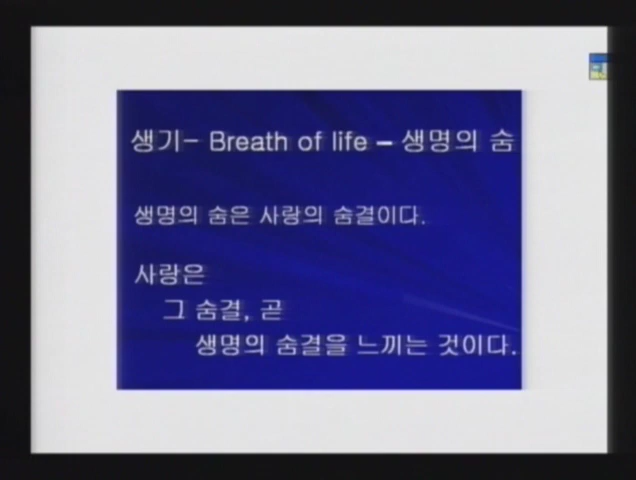 생기- Breath of life – 생명의 숨
생명의 숨은 사랑의 숨결이다.
사랑은
그 숨결, 곧
생명의 숨결을 느끼는 것이다.